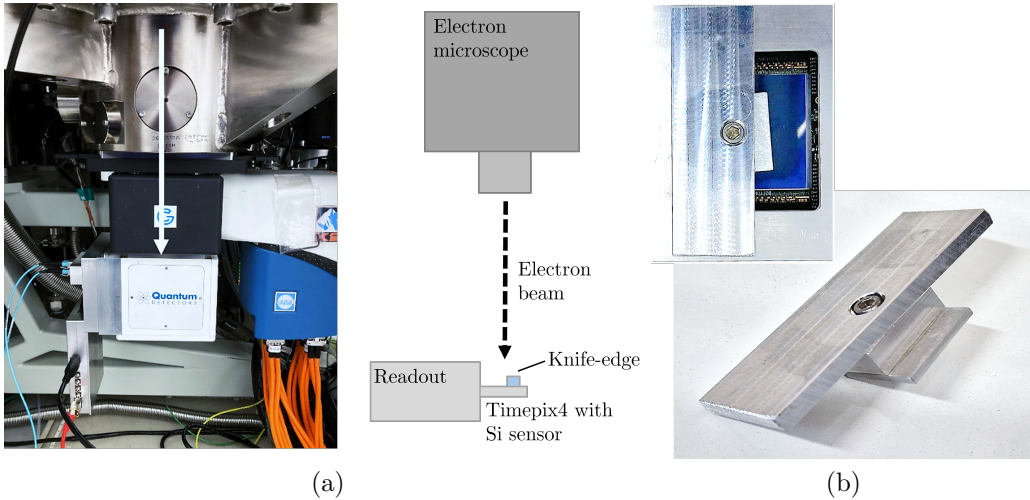 Quantum
DETECTORS
Electron
microscope
Electron
beam
Knife-edge
Readout
Timepix4 with
Si sensor
(a)
(b)